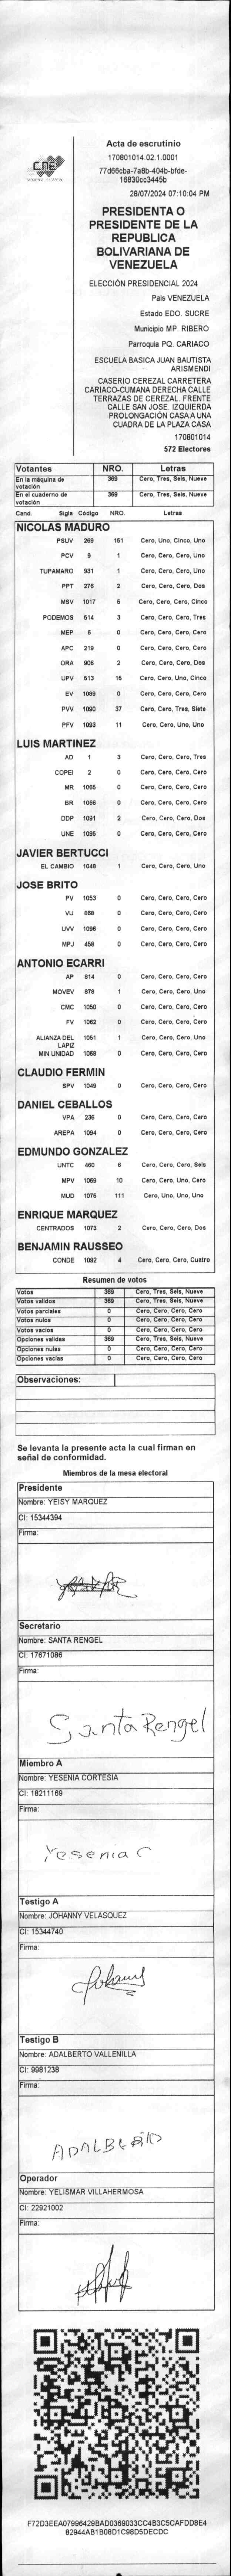 CNE
Acta de escrutinio
170801014.02.1.0001
77d65cba-7a8b-404b-bfde-
16830cc3445b
28/07/2024 07:10:04 PM
PRESIDENTA O
PRESIDENTE DE LA
REPUBLICA
BOLIVARIANA DE
VENEZUELA
ELECCIÓN PRESIDENCIAL 2024
Pais VENEZUELA
Estado EDO. SUCRE
Municipio MP. RIBERO
Parroquia PQ. CARIACO
ESCUELA BASICA JUAN BAUTISTA
ARISMENDI
CASERIO CEREZAL CARRETERA
CARIACO-CUMANA DERECHA CALLE
TERRAZAS DE CEREZAL. FRENTE
CALLE SAN JOSE. IZQUIERDA
PROLONGACION CASA A UNA
CUADRA DE LA PLAZA CASA
170801014
572 Electores
Votantes NRO. Letras
En la máquina de votación 369 Cero, Tres, Seis, Nueve
En el cuaderno de votación 369 Cero, Tres, Seis, Nueve
Cand. Sigla Código NRO. Letras
NICOLAS MADURO
PSUV 269 151 Cero, Uno, Cinco, Uno
PCV 9 1 Cero, Cero, Cero, Uno
TUPAMARO 931 1 Cero, Cero, Cero, Uno
PPT 276 2 Cero, Cero, Cero, Dos
MSV 1017 5 Cero, Cero, Cero, Cinco
PODEMOS 514 3 Cero, Cero, Cero, Tres
MEP 6 0 Cero, Cero, Cero, Cero
APC 219 0 Cero, Cero, Cero, Cero
ORA 906 2 Cero, Cero, Cero, Dos
UPV 613 15 Cero, Cero, Uno, Cinco
EV 1089 0 Cero, Cero, Cero, Cero
PVV 1090 37 Cero, Cero, Tres, Siete
PFV 1093 11 Cero, Cero, Uno, Uno
LUIS MARTINEZ
AD 1 3 Cero, Cero, Cero, Tres
COPEI 2 0 Cero, Cero, Cero, Cero
MR 1065 0 Cero, Cero, Cero, Cero
BR 1066 0 Cero, Cero, Cero, Cero
DDP 1091 2 Cero, Cero, Cero, Dos
UNE 1095 0 Cero, Cero, Cero, Cero
JAVIER BERTUCCI
EL CAMBIO 1048 1 Cero, Cero, Cero, Uno
JOSE BRITO
PV 1053 0 Cero, Cero, Cero, Cero
VU 868 0 Cero, Cero, Cero, Cero
UVV 1096 0 Cero, Cero, Cero, Cero
MPJ 458 0 Cero, Cero, Cero, Cero
ANTONIO ECARRI
AP 814 0 Cero, Cero, Cero, Cero
MOVEV 878 1 Cero, Cero, Cero, Uno
CMC 1050 0 Cero, Cero, Cero, Cero
FV 1062 0 Cero, Cero, Cero, Cero
ALIANZA DEL LAPIZ 1051 1 Cero, Cero, Cero, Uno
MIN UNIDAD 1068 0 Cero, Cero, Cero, Cero
CLAUDIO FERMIN
SPV 1049 0 Cero, Cero, Cero, Cero
DANIEL CEBALLOS
VPA 236 0 Cero, Cero, Cero, Cero
AREPA 1094 0 Cero, Cero, Cero, Cero
EDMUNDO GONZALEZ
UNTC 460 6 Cero, Cero, Cero, Seis
MPV 1069 10 Cero, Cero, Uno, Cero
MUD 1076 111 Cero, Uno, Uno, Uno
ENRIQUE MARQUEZ
CENTRADOS 1073 2 Cero, Cero, Cero, Dos
BENJAMIN RAUSSEO
CONDE 1092 4 Cero, Cero, Cero, Cuatro
Resumen de votos
Votos 369 Cero, Tres, Seis, Nueve
Votos validos 369 Cero, Tres, Seis, Nueve
Votos parciales 0 Cero, Cero, Cero, Cero
Votos nulos 0 Cero, Cero, Cero, Cero
Votos vacios 0 Cero, Cero, Cero, Cero
Opciones validas 369 Cero, Tres, Seis, Nueve
Opciones nulas 0 Cero, Cero, Cero, Cero
Opciones vacias 0 Cero, Cero, Cero, Cero
Observaciones:
Se levanta la presente acta la cual firman en
señal de conformidad.
Miembros de la mesa electoral
Presidente
Nombre: YEISY MARQUEZ
CI: 15344394
Firma:
Secretario
Nombre: SANTA RENGEL
CI: 17671086
Firma:
Santa Rengel
Miembro A
Nombre: YESENIA CORTESIA
CI: 18211169
Firma:
Yesenia C
Testigo A
Nombre: JOHANNY VELASQUEZ
CI: 15344740
Firma:
Johanny
Testigo B
Nombre: ADALBERTO VALLENILLA
CI: 9981238
Firma:
Operador
Nombre: YELISMAR VILLAHERMOSA
CI: 22921002
Firma:
F72D3EEA07996429BAD0369033CC4B3C5CAFDD8E4
82944AB1B08D1C98D5DECDC